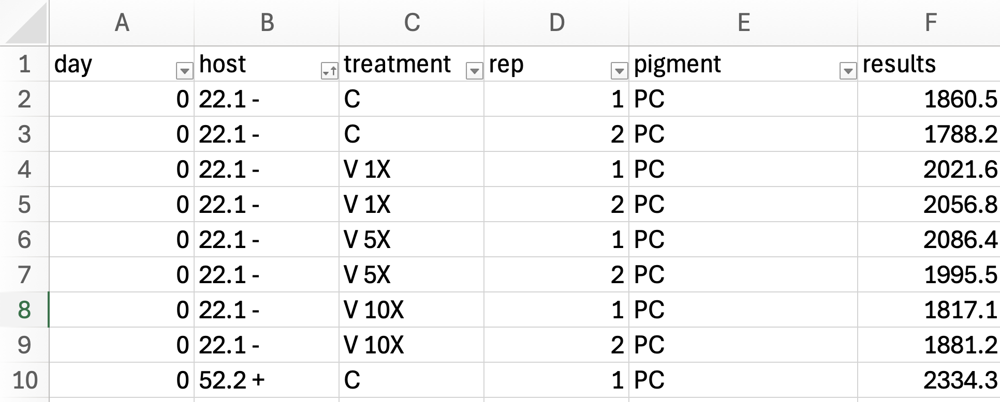 A B C D E F
1 day host treatment rep pigment results
2 0 22.1 - C 1 PC 1860.5
3 0 22.1 - C 2 PC 1788.2
4 0 22.1 - V 1X 1 PC 2021.6
5 0 22.1 - V 1X 2 PC 2056.8
6 0 22.1 - V 5X 1 PC 2086.4
7 0 22.1 - V 5X 2 PC 1995.5
8 0 22.1 - V 10X 1 PC 1817.1
9 0 22.1 - V 10X 2 PC 1881.2
10 0 52.2 + C 1 PC 2334.3